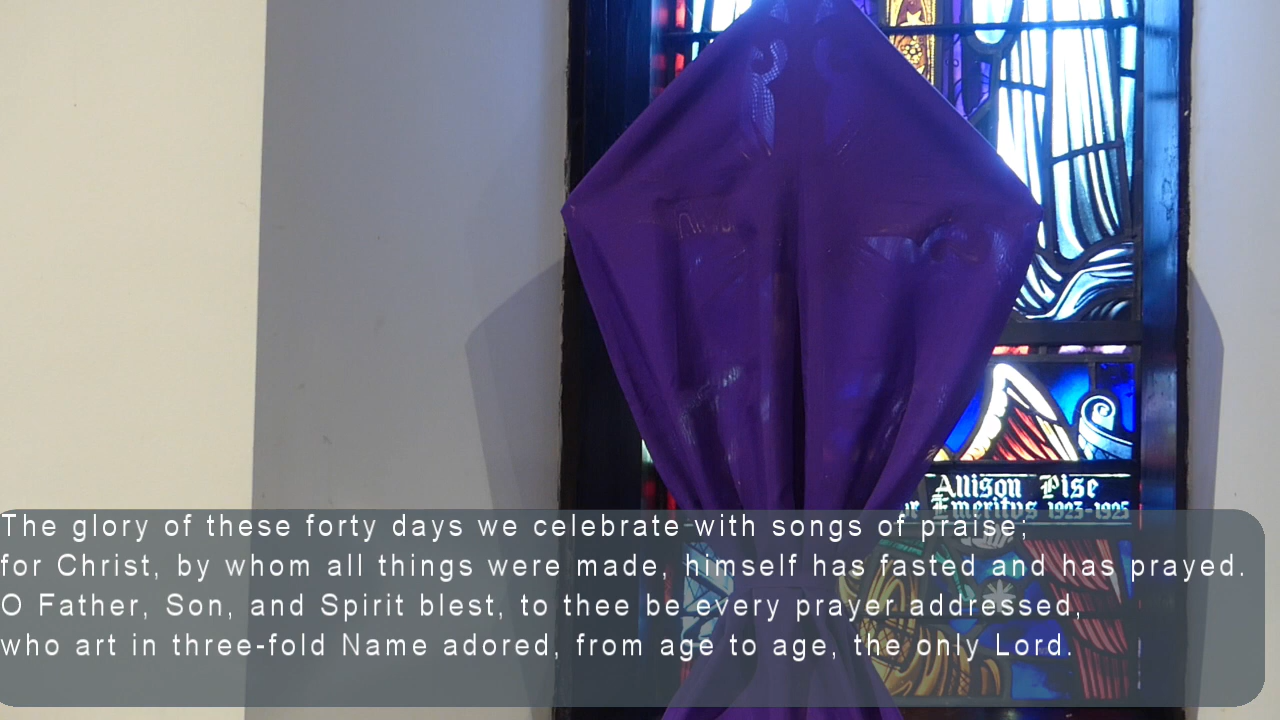 Allison Pise
Emeritus 1923-1925
The glory of these forty days we celebrate with songs of praise;
for Christ, by whom all things were made, himself has fasted and has prayed.
O Father, Son, and Spirit blest, to thee be every prayer addressed,
who art in three-fold Name adored, from age to age, the only Lord.